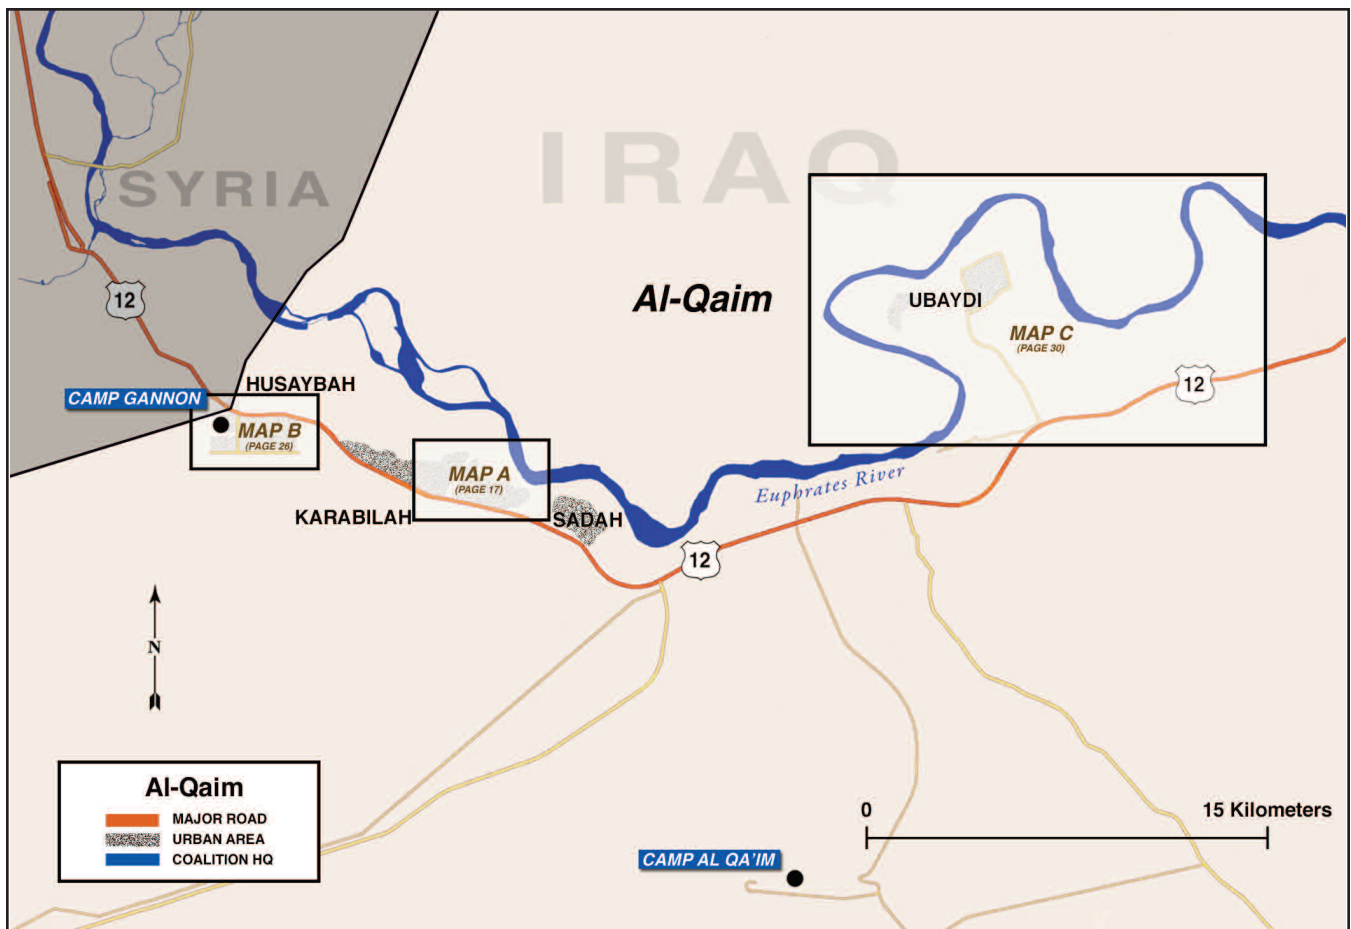 IRAQ
SYRIA
12
Al-Qaim
UBAYDI
MAP C
(PAGE 30)
12
HUSAYBAH
CAMP GANNON
MAP B
(PAGE 26)
MAP A
(PAGE 17)
Euphrates River
KARABILAH
SADAH
12
N
Al-Qaim
MAJOR ROAD
URBAN AREA
COALITION HQ
0
15 Kilometers
CAMP AL QA'IM